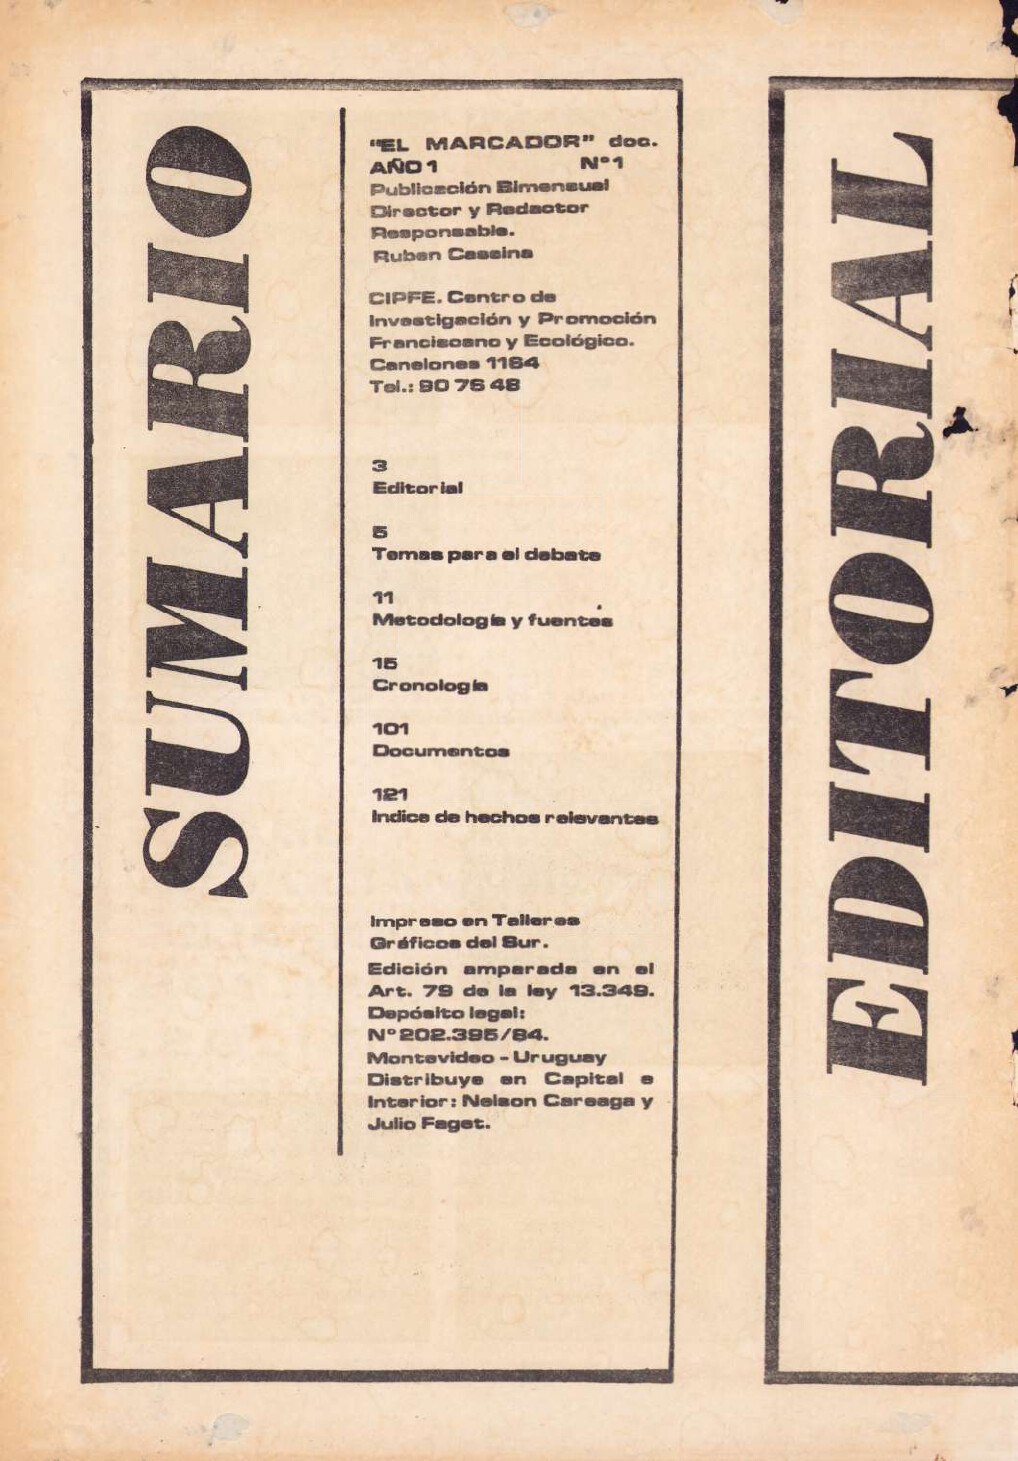 SUMARIO
"EL MARCADOR" doc.
AÑO 1 Nº 1
Publicación Bimensual
Director y Redactor
Responsable.
Ruben Cassina
CIPFE. Centro de
Investigación y Promoción
Franciscano y Ecológico.
Canelones 1164
Tel.: 90 76 48
3
Editorial
5
Temas para el debate
11
Metodología y fuentes
15
Cronología
101
Documentos
121
Indice de hechos relevantes
Impreso en Talleres
Gráficos del Sur.
Edición amparada en el
Art. 79 de la ley 13.349.
Depósito legal:
Nº 202.395/84.
Montevideo - Uruguay
Distribuye en Capital e
Interior: Nelson Careaga y
Julio Faget.
EDITORIAL